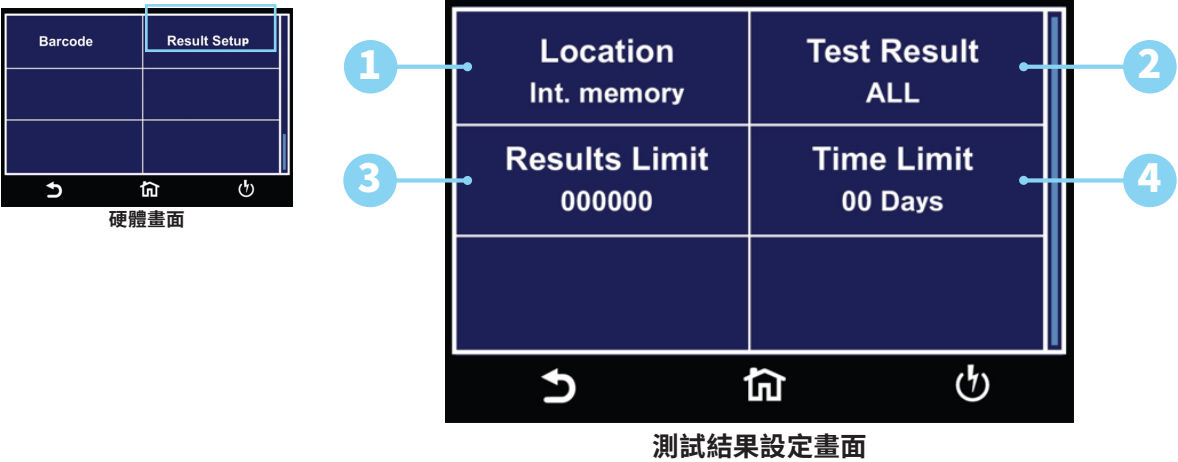 Barcode
Result Setup
硬體畫面
1
Location
Int. memory
2
Test Result
ALL
3
Results Limit
000000
4
Time Limit
00 Days
測試結果設定畫面